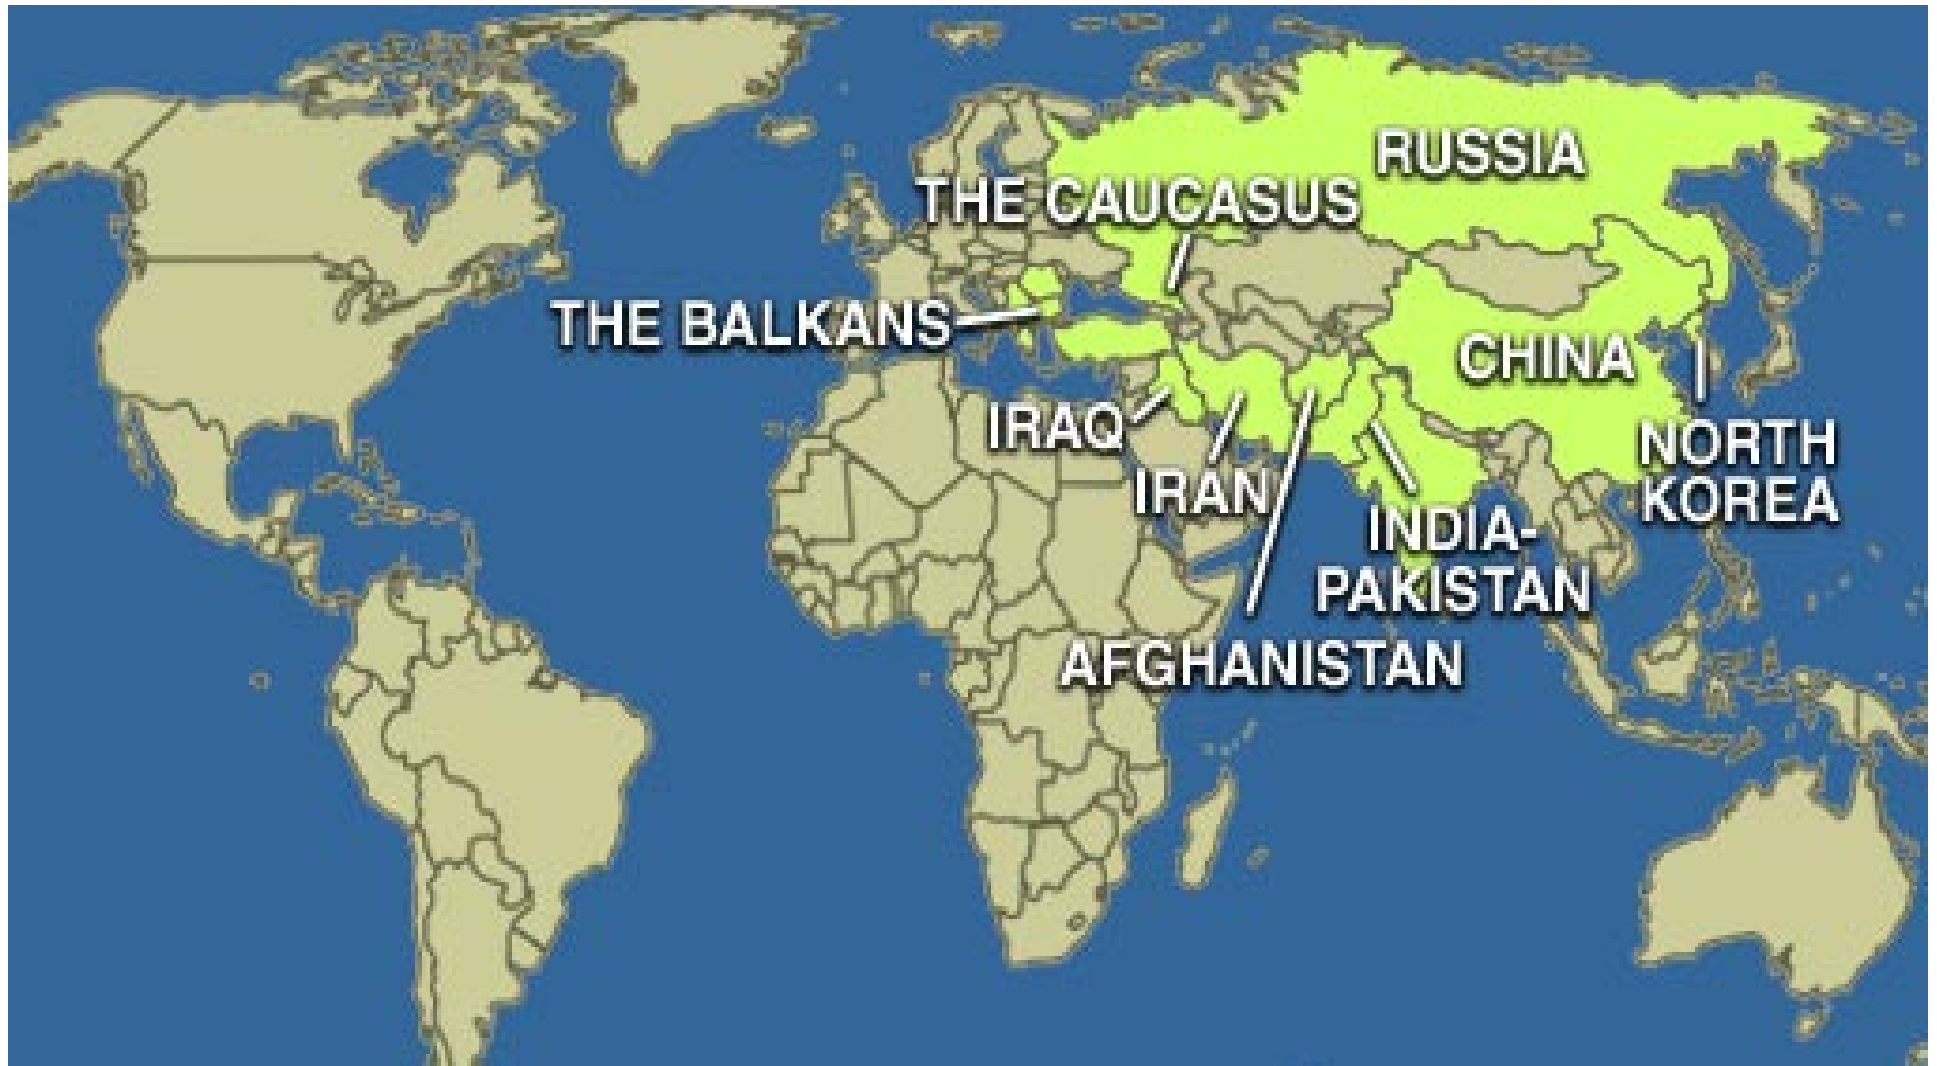 RUSSIA
THE CAUCASUS
THE BALKANS
CHINA
IRAQ
IRAN
NORTH
KOREA
INDIA-
PAKISTAN
AFGHANISTAN